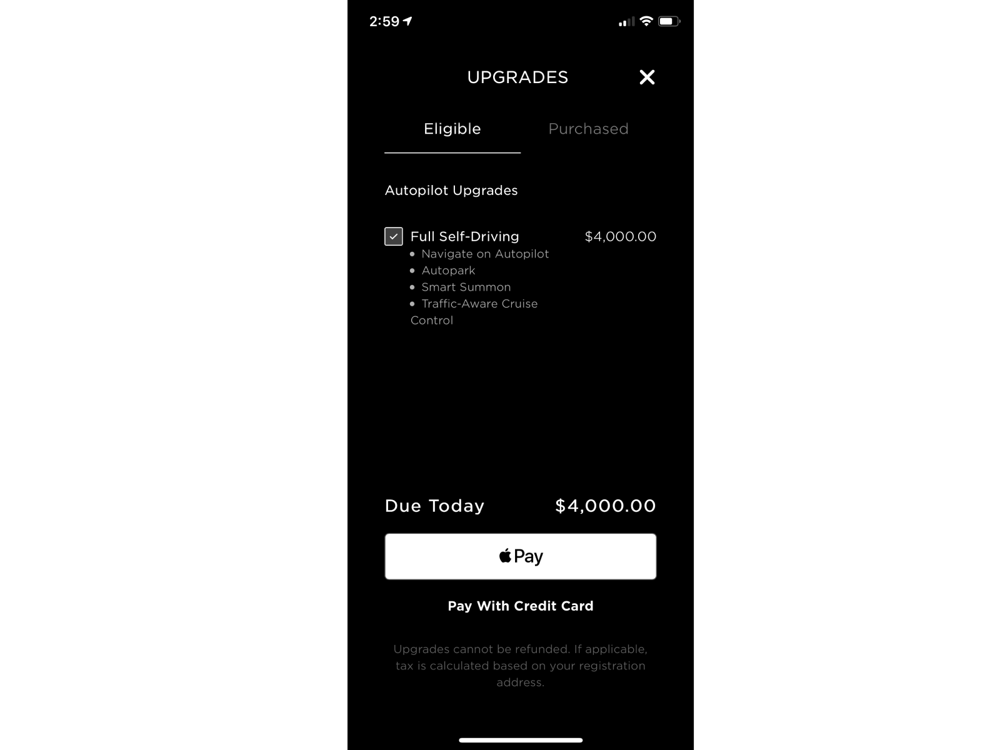 2:59
UPGRADES
Eligible Purchased
Autopilot Upgrades
Full Self-Driving $4,000.00
• Navigate on Autopilot
• Autopark
• Smart Summon
• Traffic-Aware Cruise
Control
Due Today $4,000.00
Pay
Pay With Credit Card
Upgrades cannot be refunded. If applicable,
tax is calculated based on your registration
address.